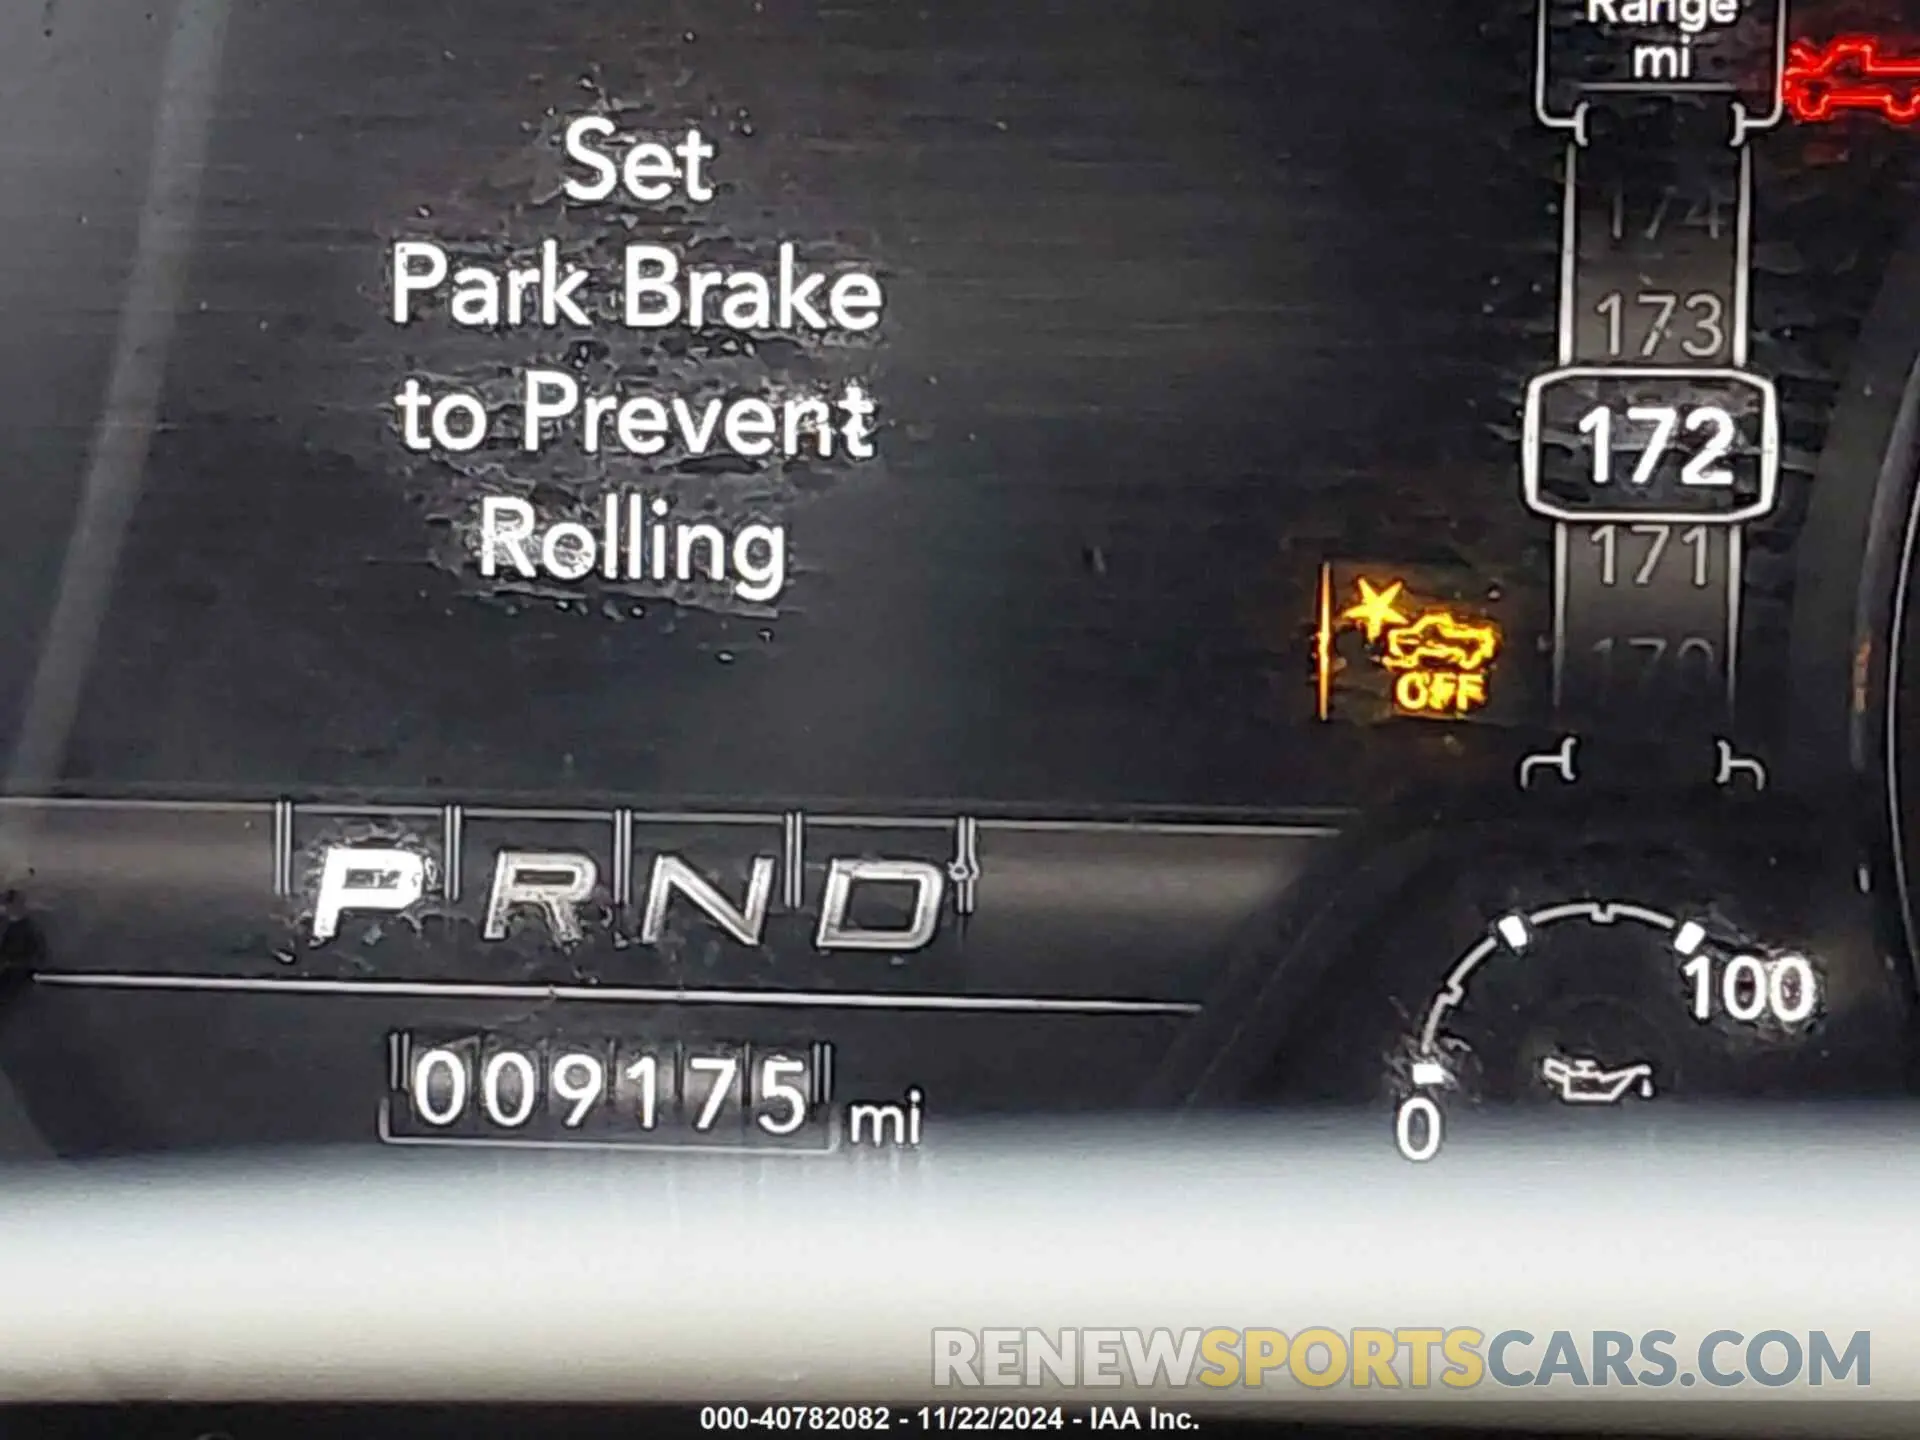 Range
mi
Set
174
Park Brake
173
to Prevent
172
Rolling
171
170
OFF
P R N D
100
009175 mi
0
RENEWSPORTSCARS.COM
000-40782082 - 11/22/2024 - IAA Inc.